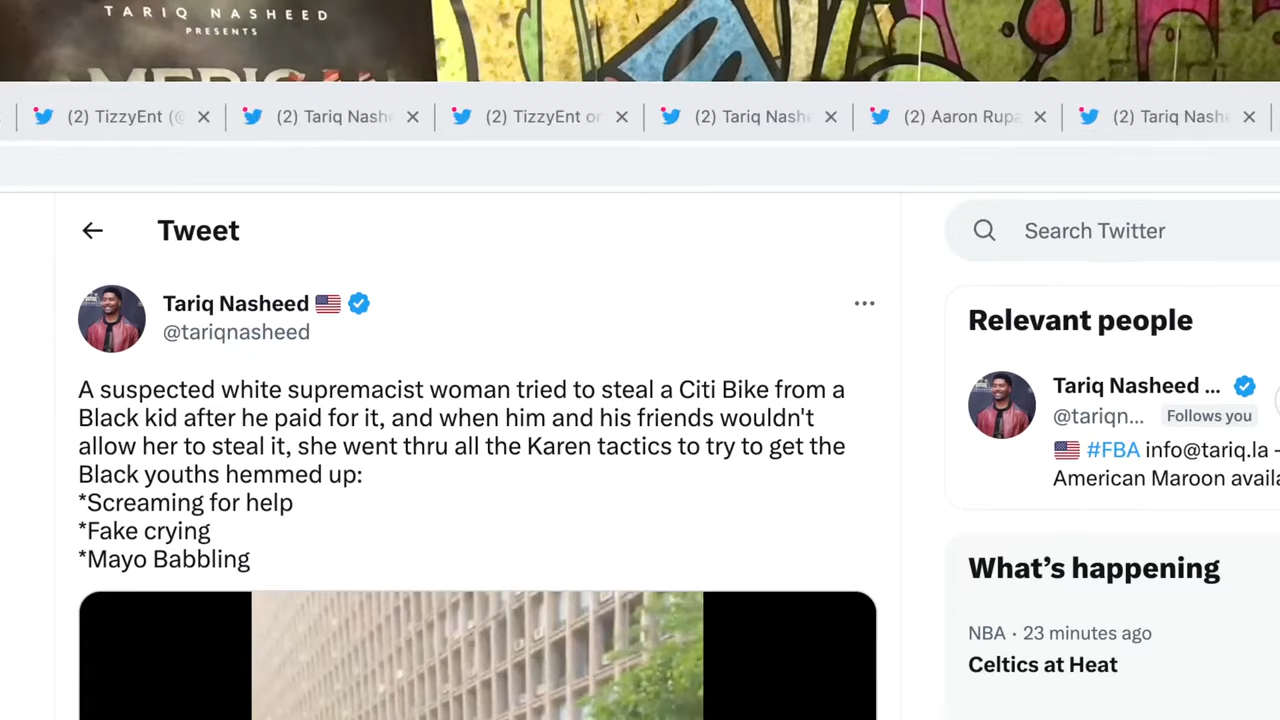 TARIQ NASHEED
PRESENTS
(2) TizzyEnt (@
(2) Tariq Nashe
(2) TizzyEnt on
(2) Tariq Nashe
(2) Aaron Rupa
(2) Tariq Nashe
Tweet
Search Twitter
Tariq Nasheed
@tariqnasheed
A suspected white supremacist woman tried to steal a Citi Bike from a
Black kid after he paid for it, and when him and his friends wouldn't
allow her to steal it, she went thru all the Karen tactics to try to get the
Black youths hemmed up:
*Screaming for help
*Fake crying
*Mayo Babbling
Relevant people
Tariq Nasheed ...
@tariqn... Follows you
#FBA info@tariq.la -
American Maroon availa
What's happening
NBA · 23 minutes ago
Celtics at Heat